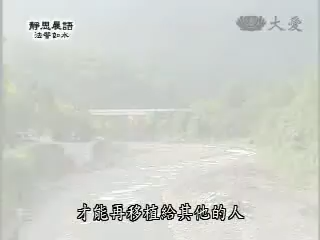 靜思晨語
法譬如水
大愛
才能再移植給其他的人